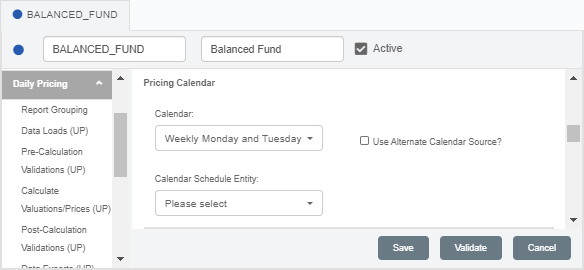 BALANCED_FUND
BALANCED_FUND
Balanced Fund
Active
Daily Pricing
Report Grouping
Data Loads (UP)
Pre-Calculation
Validations (UP)
Calculate
Valuations/Prices (UP)
Post-Calculation
Validations (UP)
Data Exports (UP)
Pricing Calendar
Calendar:
Weekly Monday and Tuesday
Use Alternate Calendar Source?
Calendar Schedule Entity:
Please select
Save
Validate
Cancel